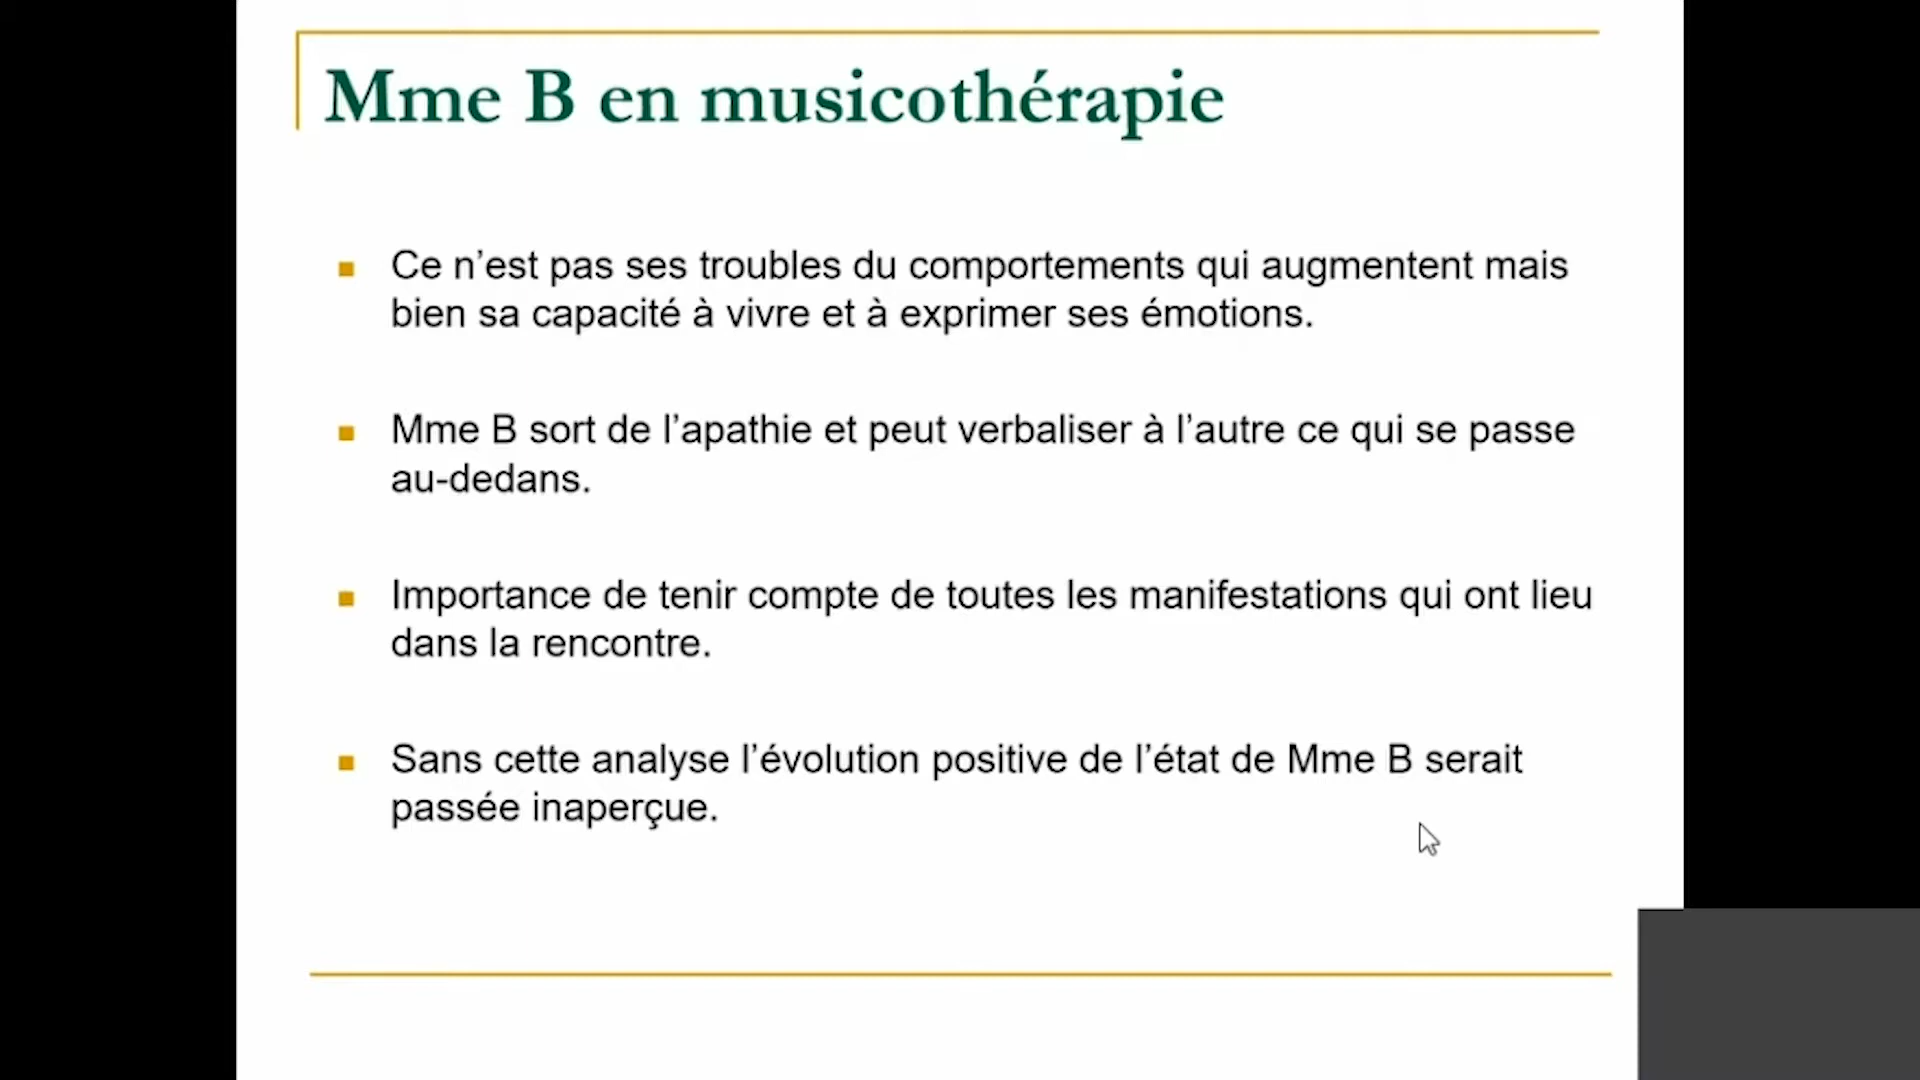 Mme B en musicothérapie
Ce n’est pas ses troubles du comportements qui augmentent mais
bien sa capacité à vivre et à exprimer ses émotions.
Mme B sort de l’apathie et peut verbaliser à l’autre ce qui se passe
au-dedans.
Importance de tenir compte de toutes les manifestations qui ont lieu
dans la rencontre.
Sans cette analyse l’évolution positive de l’état de Mme B serait
passée inaperçue.